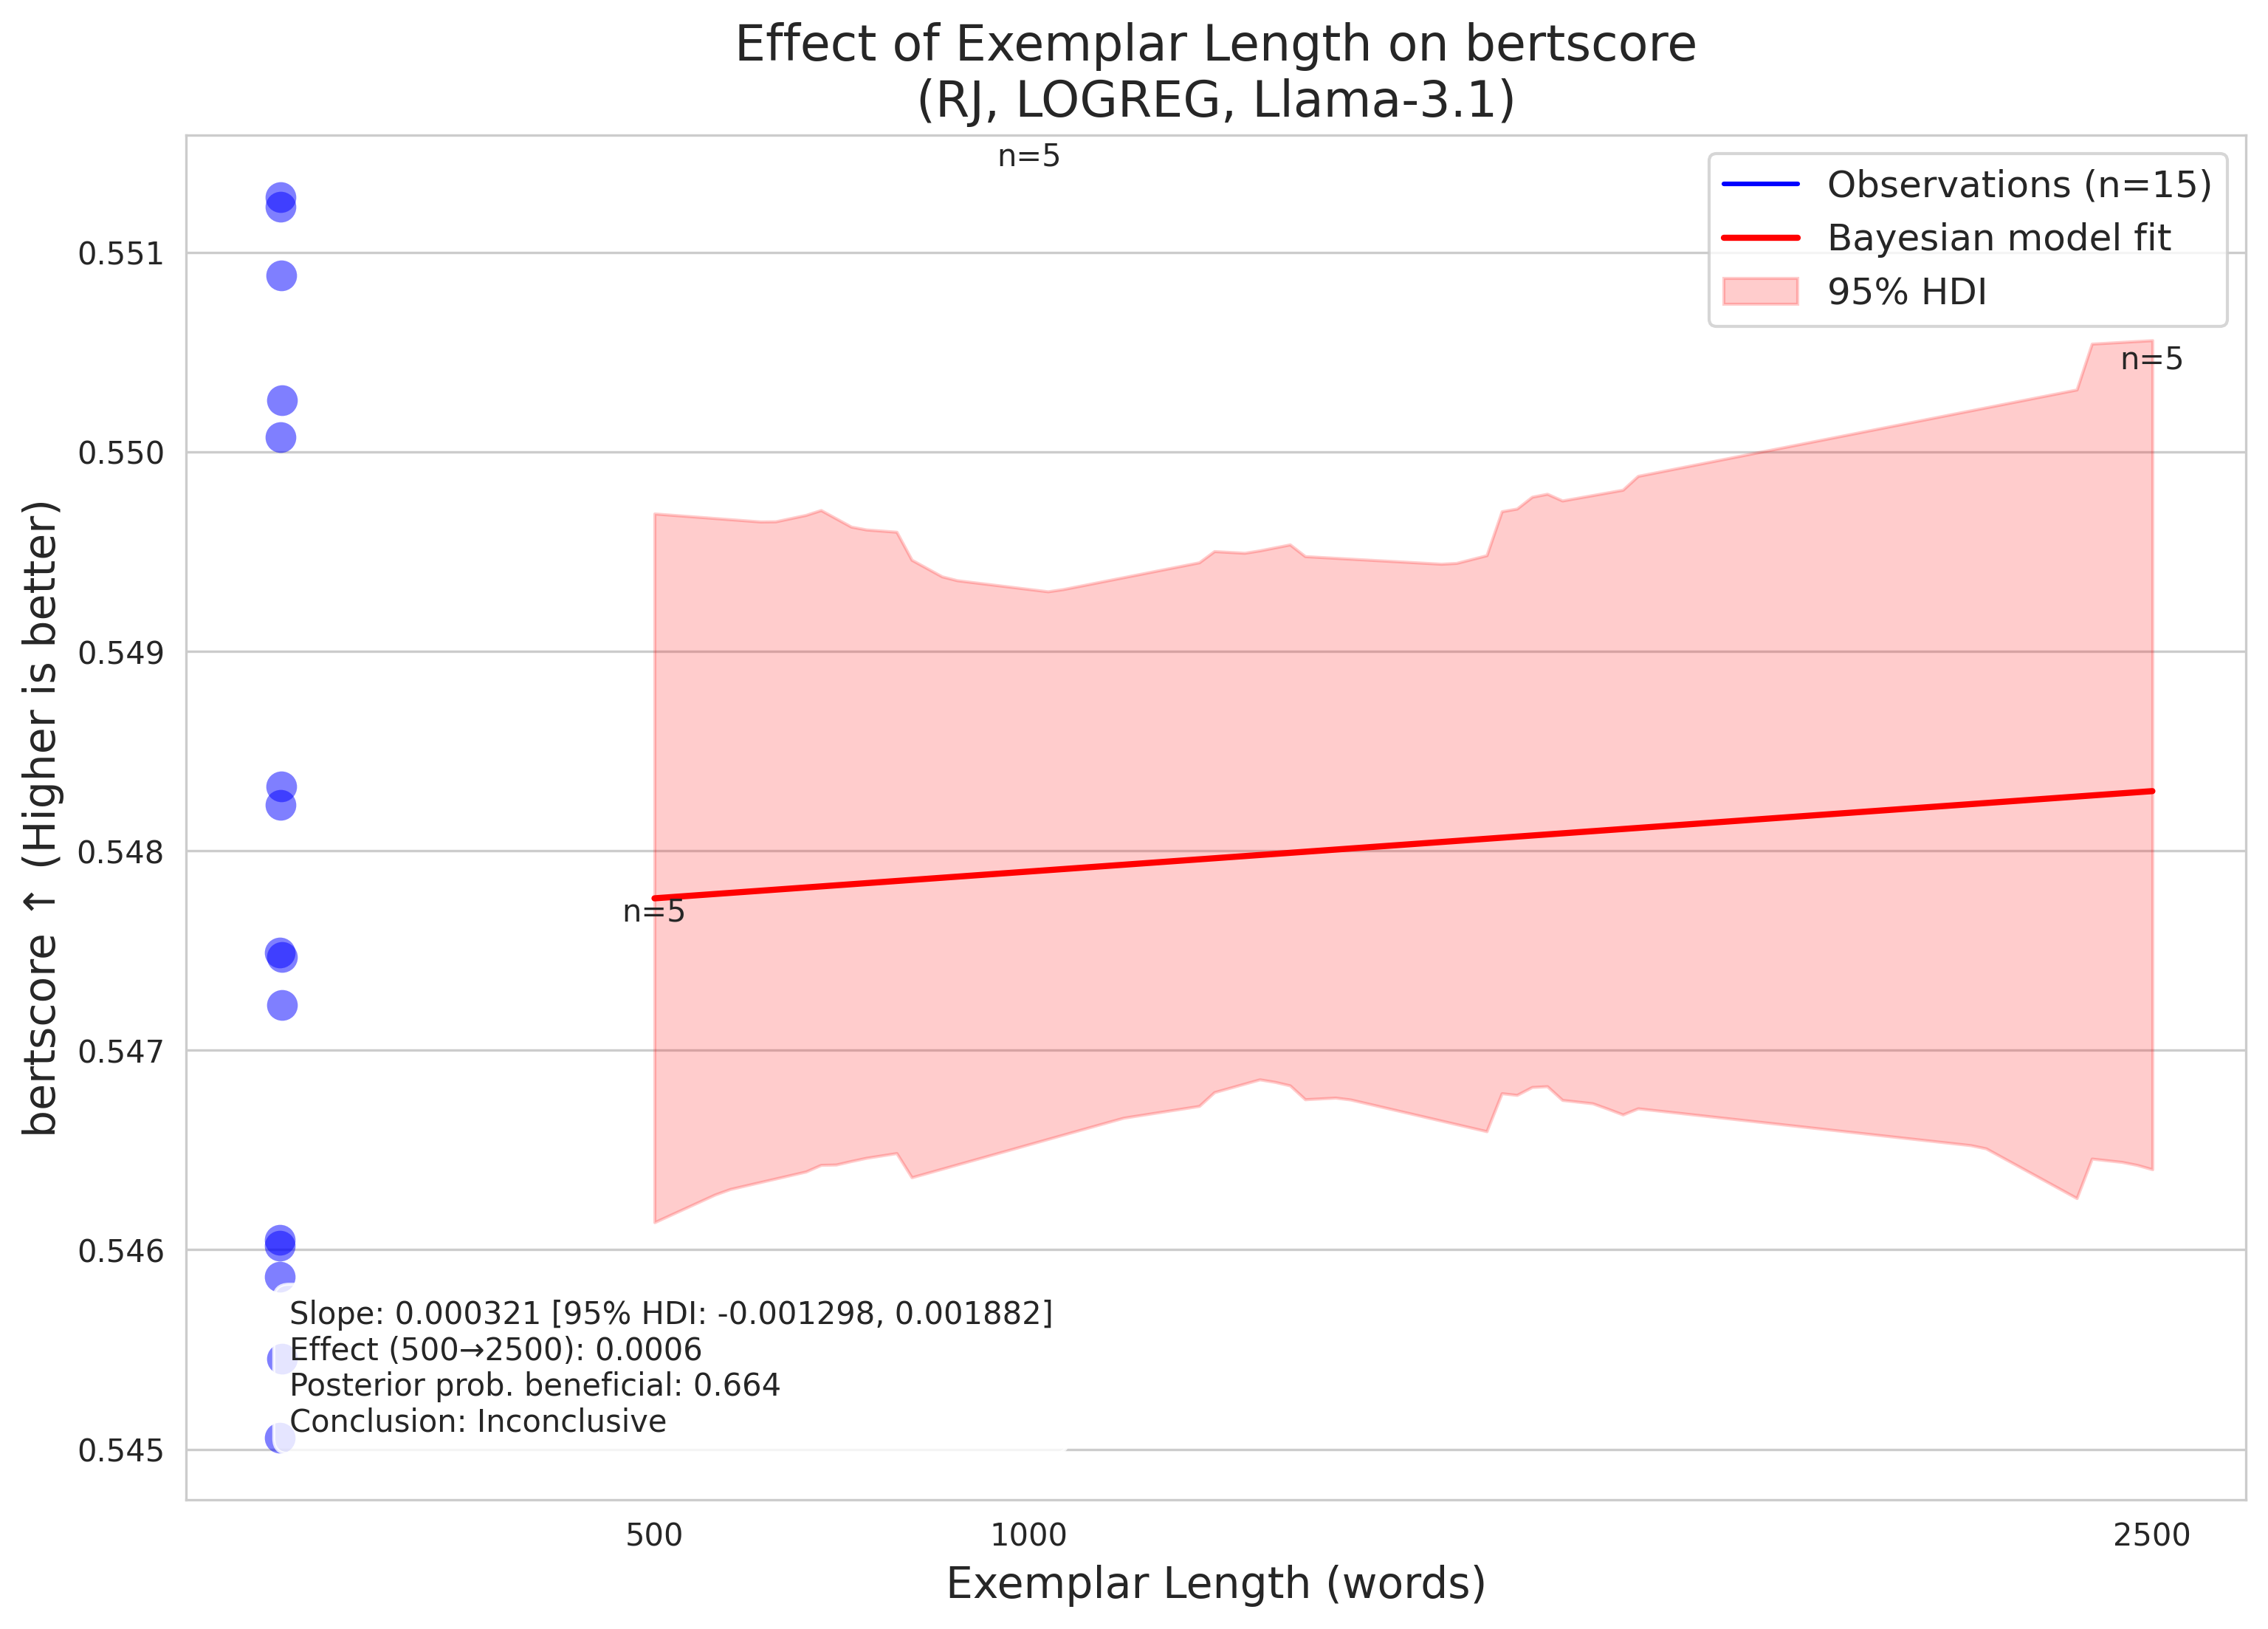 Effect of Exemplar Length on bertscore
(RJ, LOGREG, Llama-3.1)
n=5
Observations (n=15)
Bayesian model fit
95% HDI
n=5
n=5
0.551
0.550
0.549
0.548
0.547
0.546
0.545
bertscore ↑ (Higher is better)
Slope: 0.000321 [95% HDI: -0.001298, 0.001882]
Effect (500→2500): 0.0006
Posterior prob. beneficial: 0.664
Conclusion: Inconclusive
500
1000
2500
Exemplar Length (words)